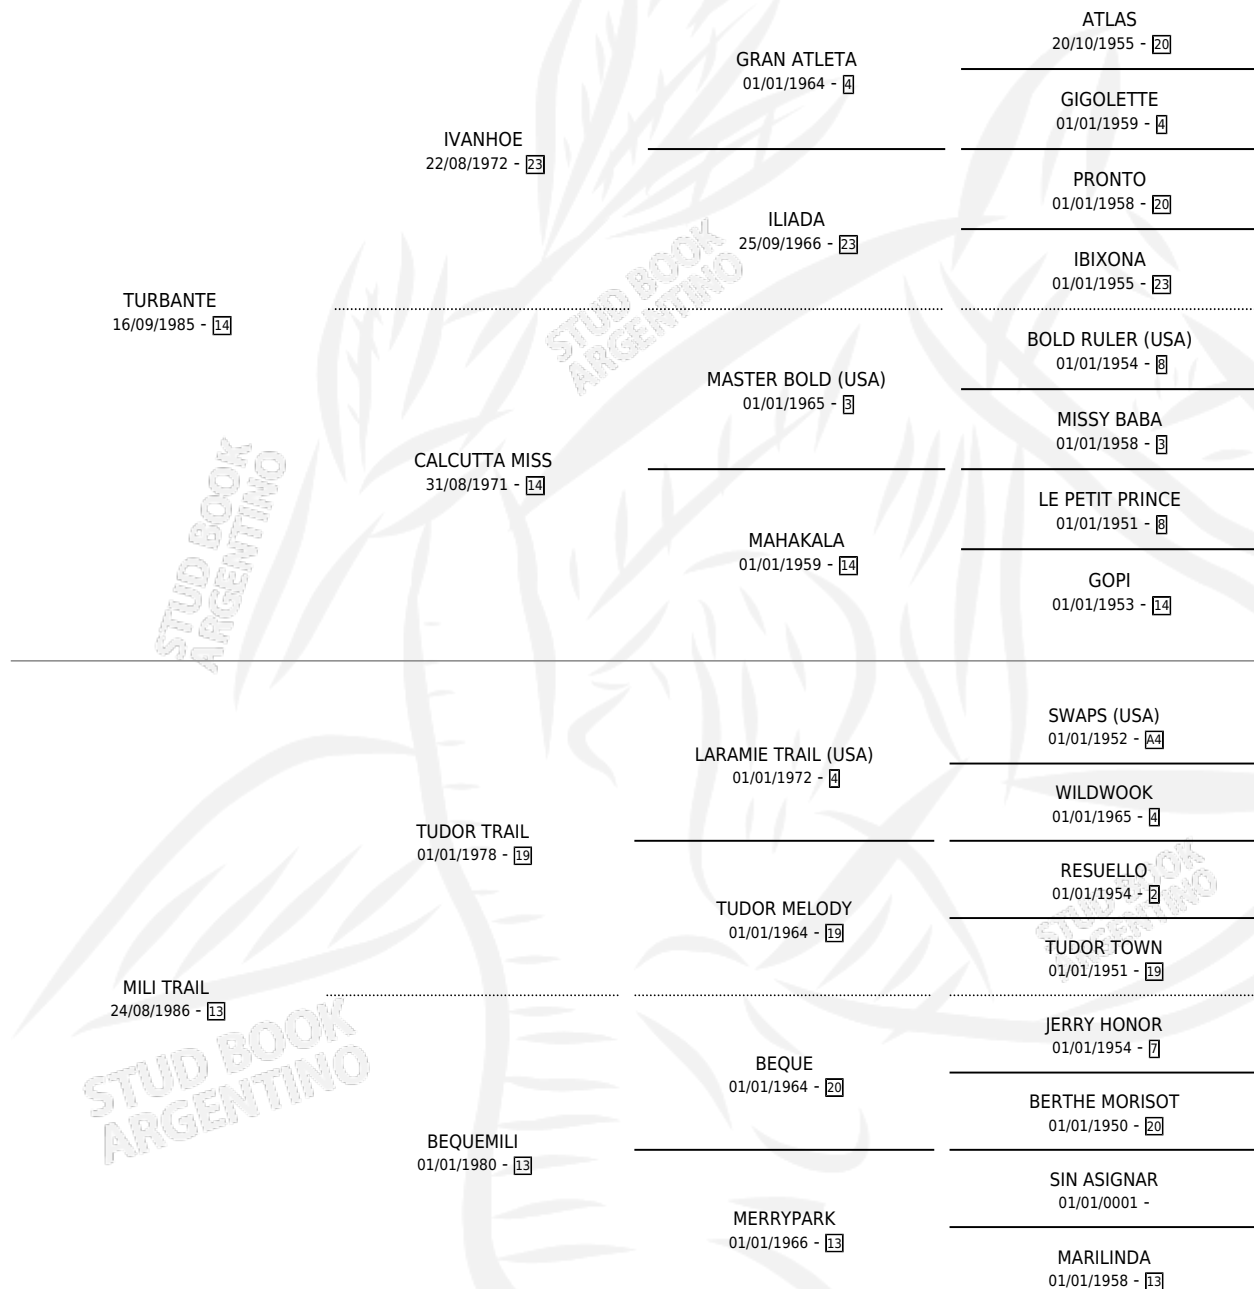 TURBANTE
16/09/1985 - 14
IVANHOE
22/08/1972 - 23
GRAN ATLETA
01/01/1964 - 4
ATLAS
20/10/1955 - 20
GIGOLETTE
01/01/1959 - 4
ILIADA
25/09/1966 - 23
PRONTO
01/01/1958 - 20
IBIXONA
01/01/1955 - 23
CALCUTTA MISS
31/08/1971 - 14
MASTER BOLD (USA)
01/01/1965 - 3
BOLD RULER (USA)
01/01/1954 - 8
MISSY BABA
01/01/1958 - 3
MAHAKALA
01/01/1959 - 14
LE PETIT PRINCE
01/01/1951 - 8
GOPI
01/01/1953 - 14
MILI TRAIL
24/08/1986 - 13
TUDOR TRAIL
01/01/1978 - 19
LARAMIE TRAIL (USA)
01/01/1972 - 4
SWAPS (USA)
01/01/1952 - A4
WILDWOOK
01/01/1965 - 4
TUDOR MELODY
01/01/1964 - 19
RESUELLO
01/01/1954 - 2
TUDOR TOWN
01/01/1951 - 19
BEQUEMILI
01/01/1980 - 13
BEQUE
01/01/1964 - 20
JERRY HONOR
01/01/1954 - 7
BERTHE MORISOT
01/01/1950 - 20
MERRYPARK
01/01/1966 - 13
SIN ASIGNAR
01/01/0001 -
MARILINDA
01/01/1958 - 13
STUD BOOK
ARGENTINO
STUD BOOK
ARGENTINO
STUD BOOK
ARGENTINO
STUD BOOK
ARGENTINO